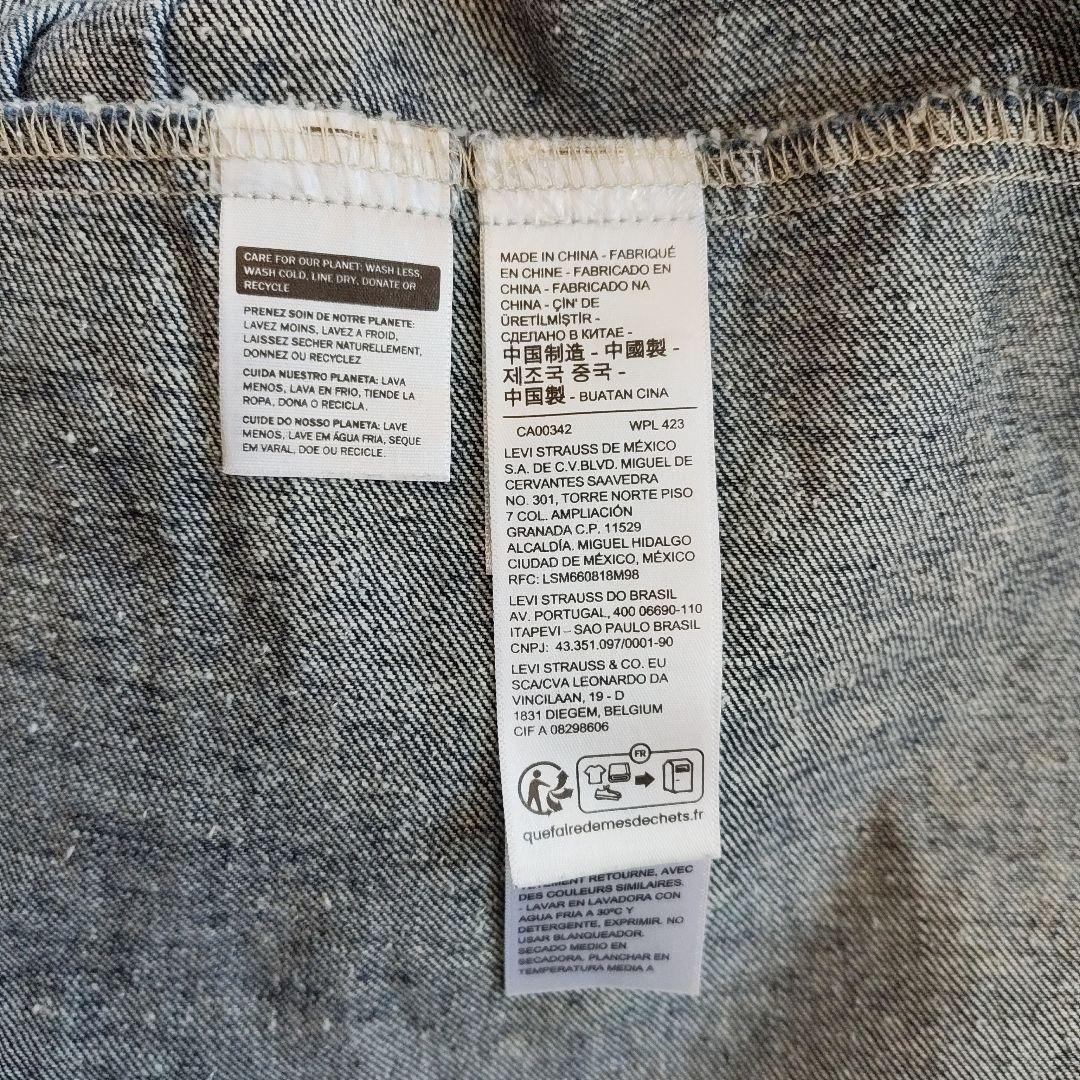 CARE FOR OUR PLANET: WASH LESS,
WASH COLD, LINE DRY, DONATE OR
RECYCLE
PRENEZ SOIN DE NOTRE PLANETE:
LAVEZ MOINS, LAVEZ A FROID,
LAISSEZ SECHER NATURELLEMENT,
DONNEZ OU RECYCLEZ
CUIDA NUESTRO PLANETA: LAVA
MENOS, LAVA EN FRIO, TIENDE LA
ROPA, DONA O RECICLA.
CUIDE DO NOSSO PLANETA: LAVE
MENOS, LAVE EM ÁGUA FRIA, SEQUE
EM VARAL, DOE OU RECICLE.
MADE IN CHINA - FABRIQUÉ
EN CHINE - FABRICADO EN
CHINA - FABRICADO NA
CHINA - ÇİN' DE
ÜRETİLMİŞTİR -
СДЕЛАНО В КИТАЕ -
中国制造 - 中國製 -
제조국 중국 -
中国製 - BUATAN CINA
CA00342 WPL 423
LEVI STRAUSS DE MÉXICO
S.A. DE C.V.BLVD. MIGUEL DE
CERVANTES SAAVEDRA
NO. 301, TORRE NORTE PISO
7 COL. AMPLIACIÓN
GRANADA C.P. 11529
ALCALDÍA. MIGUEL HIDALGO
CIUDAD DE MÉXICO, MÉXICO
RFC: LSM660818M98
LEVI STRAUSS DO BRASIL
AV. PORTUGAL, 400 06690-110
ITAPEVI – SAO PAULO BRASIL
CNPJ: 43.351.097/0001-90
LEVI STRAUSS & CO. EU
SCA/CVA LEONARDO DA
VINCILAAN, 19 - D
1831 DIEGEM, BELGIUM
CIF A 08298606
FR
quefairedemesdechets.fr
VÊTEMENT RETOURNE, AVEC
DES COULEURS SIMILAIRES.
- LAVAR EN LAVADORA CON
AGUA FRIA A 30ºC Y
DETERGENTE, EXPRIMIR. NO
USAR BLANQUEADOR.
SECADO MEDIO EN
SECADORA. PLANCHAR EN
TEMPERATURA MEDIA A